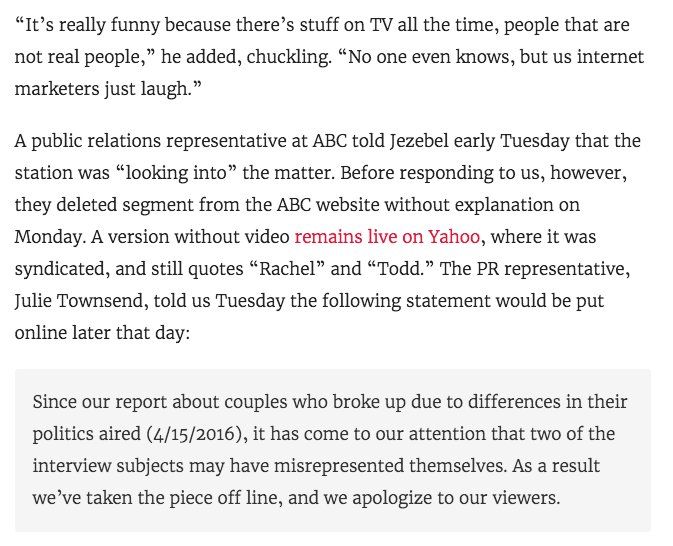 “It’s really funny because there’s stuff on TV all the time, people that are
not real people,” he added, chuckling. “No one even knows, but us internet
marketers just laugh.”
A public relations representative at ABC told Jezebel early Tuesday that the
station was “looking into” the matter. Before responding to us, however,
they deleted segment from the ABC website without explanation on
Monday. A version without video remains live on Yahoo, where it was
syndicated, and still quotes “Rachel” and “Todd.” The PR representative,
Julie Townsend, told us Tuesday the following statement would be put
online later that day:
Since our report about couples who broke up due to differences in their
politics aired (4/15/2016), it has come to our attention that two of the
interview subjects may have misrepresented themselves. As a result
we’ve taken the piece off line, and we apologize to our viewers.